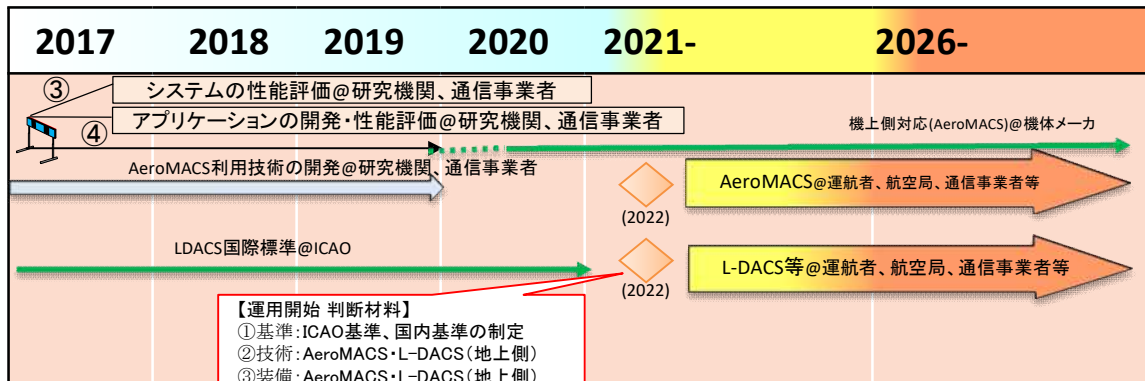 2017 2018 2019 2020 2021- 2026-
③ システムの性能評価@研究機関、通信事業者
④ アプリケーションの開発・性能評価@研究機関、通信事業者
機上側対応(AeroMACS)@機体メーカ
AeroMACS利用技術の開発@研究機関、通信事業者
AeroMACS@運航者、航空局、通信事業者等
(2022)
LDACS国際標準@ICAO
L-DACS等@運航者、航空局、通信事業者等
(2022)
【運用開始 判断材料】
①基準:ICAO基準、国内基準の制定
②技術:AeroMACS・L-DACS(地上側)
③装備:AeroMACS・L-DACS(地上側)